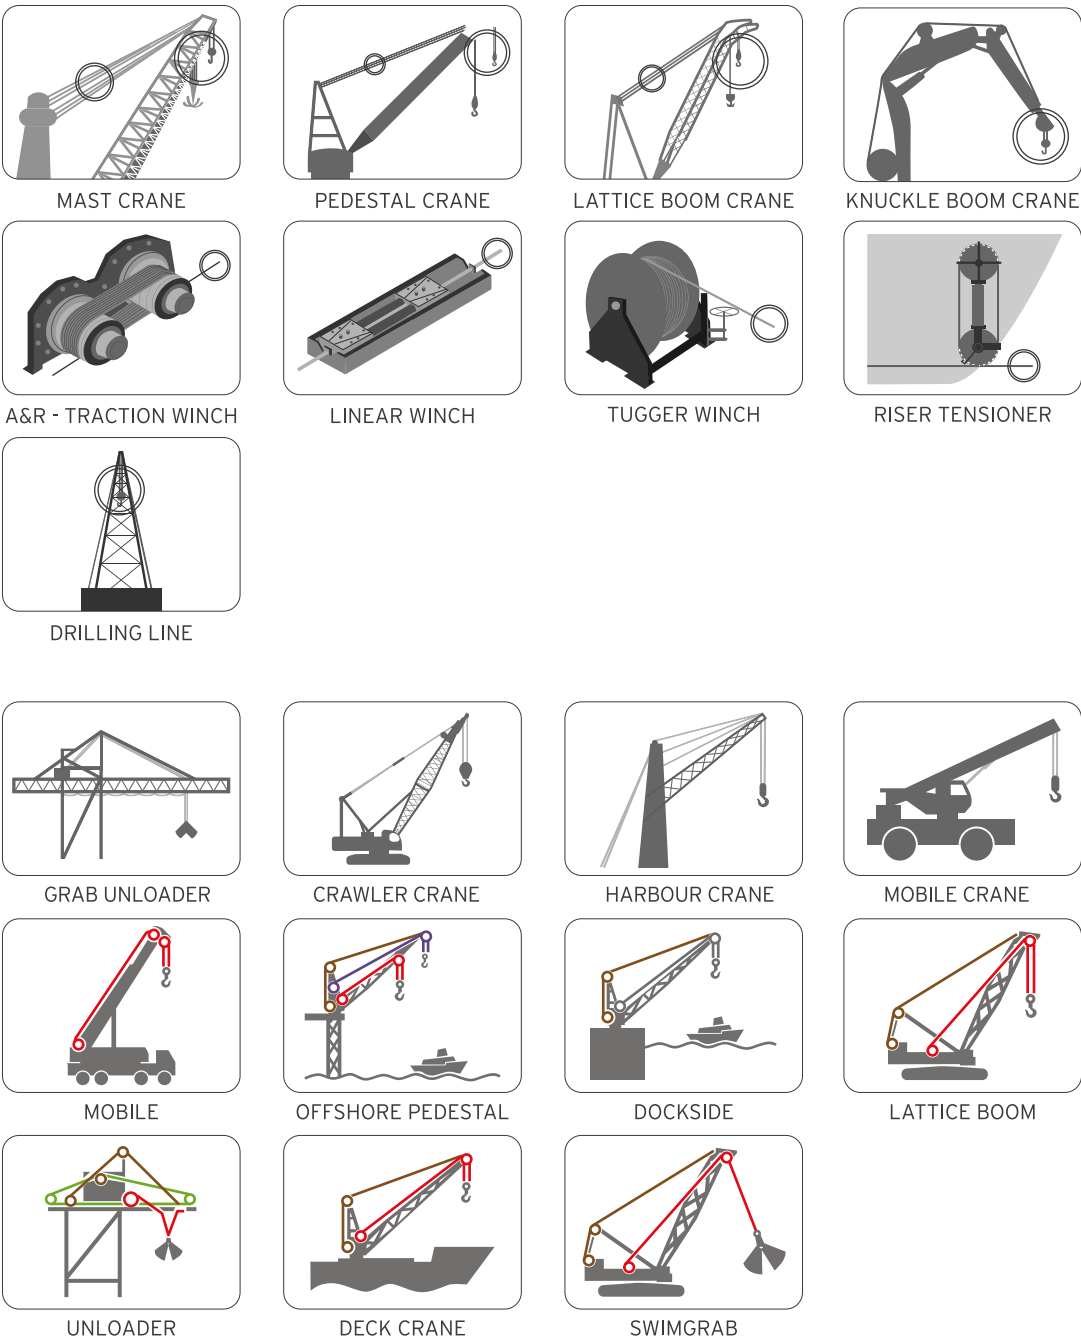 MAST CRANE
PEDESTAL CRANE
LATTICE BOOM CRANE
KNUCKLE BOOM CRANE
A&R - TRACTION WINCH
LINEAR WINCH
TUGGER WINCH
RISER TENSIONER
DRILLING LINE
GRAB UNLOADER
CRAWLER CRANE
HARBOUR CRANE
MOBILE CRANE
MOBILE
OFFSHORE PEDESTAL
DOCKSIDE
LATTICE BOOM
UNLOADER
DECK CRANE
SWIMGRAB